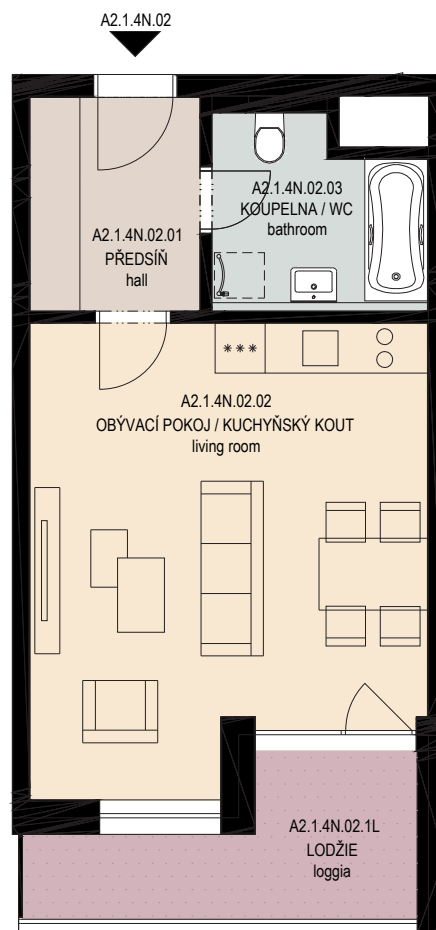 A2.1.4N.02
A2.1.4N.02.03
KOUPELNA / WC
bathroom
A2.1.4N.02.01
PŘEDSÍŇ
hall
***
A2.1.4N.02.02
OBÝVACÍ POKOJ / KUCHYŇSKÝ KOUT
living room
A2.1.4N.02.1L
LODŽIE
loggia